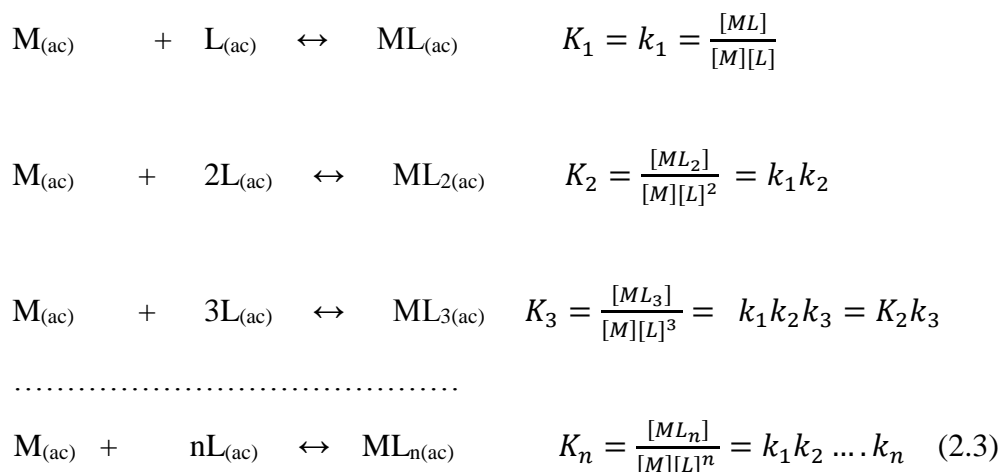 M(ac) + L(ac) ↔ ML(ac) K₁ = k₁ = [ML]/[M][L]
M(ac) + 2L(ac) ↔ ML₂(ac) K₂ = [ML₂]/[M][L]² = k₁k₂
M(ac) + 3L(ac) ↔ ML₃(ac) K₃ = [ML₃]/[M][L]³ = k₁k₂k₃ = K₂k₃
……………………………………
M(ac) + nL(ac) ↔ MLn(ac) Kₙ = [MLₙ]/[M][L]ⁿ = k₁k₂ …. kₙ (2.3)